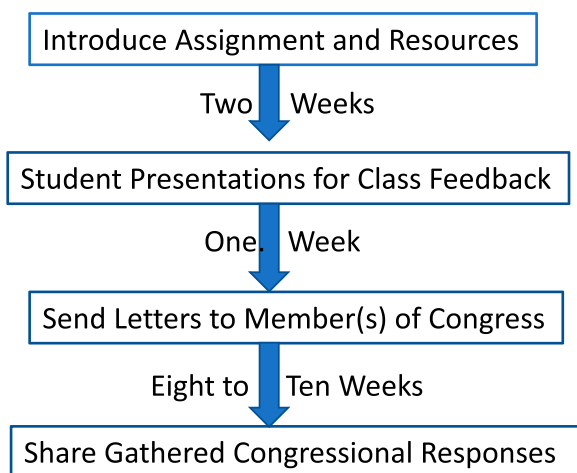 Introduce Assignment and Resources
Two Weeks
Student Presentations for Class Feedback
One. Week
Send Letters to Member(s) of Congress
Eight to Ten Weeks
Share Gathered Congressional Responses